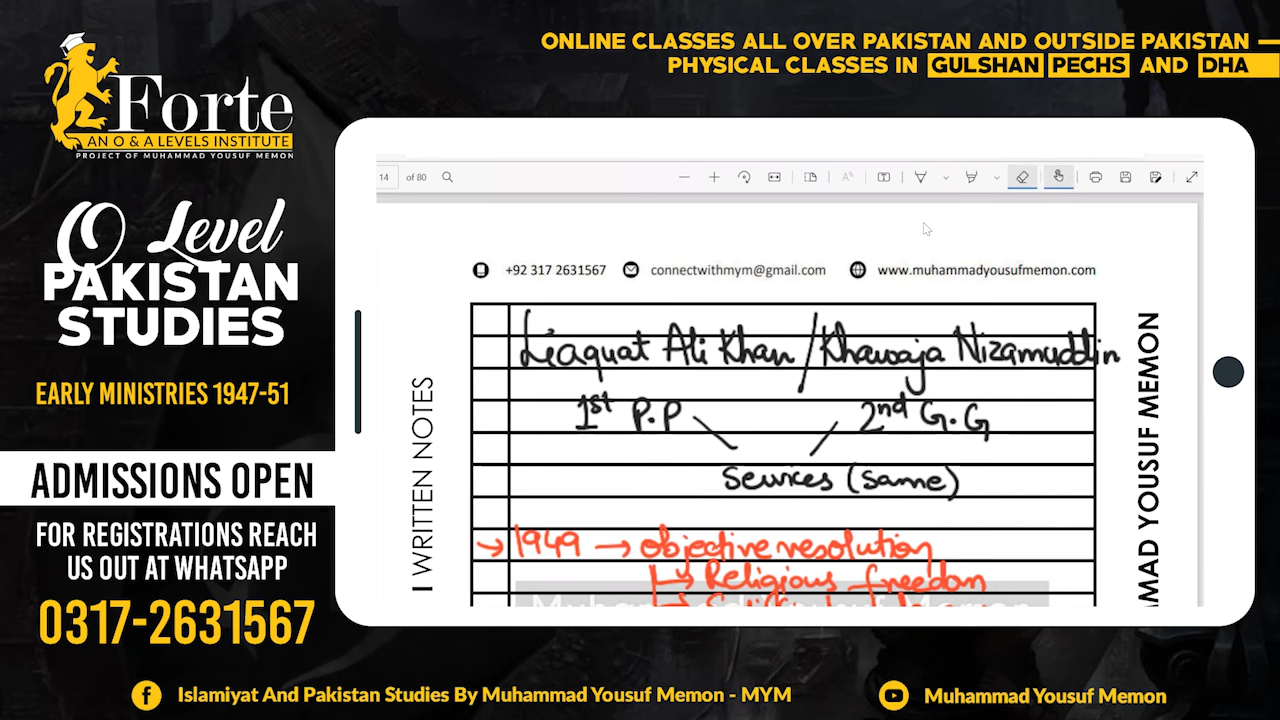 Forte
AN O & A LEVELS INSTITUTE
PROJECT OF MUHAMMAD YOUSUF MEMON
ONLINE CLASSES ALL OVER PAKISTAN AND OUTSIDE PAKISTAN
PHYSICAL CLASSES IN GULSHAN PECHS AND DHA
O Level
PAKISTAN
STUDIES
EARLY MINISTRIES 1947-51
ADMISSIONS OPEN
FOR REGISTRATIONS REACH
US OUT AT WHATSAPP
0317-2631567
14 of 80
+92 317 2631567 connectwithmym@gmail.com www.muhammadyousufmemon.com
I WRITTEN NOTES
Liaquat Ali Khan / Khawaja Nizamuddin
1st P.P 2nd G.G
Services (same)
→ 1949 → objective resolution
↳ Religious freedom
Muhammad Yousuf Memon
MAD YOUSUF MEMON
Islamiyat And Pakistan Studies By Muhammad Yousuf Memon - MYM
Muhammad Yousuf Memon